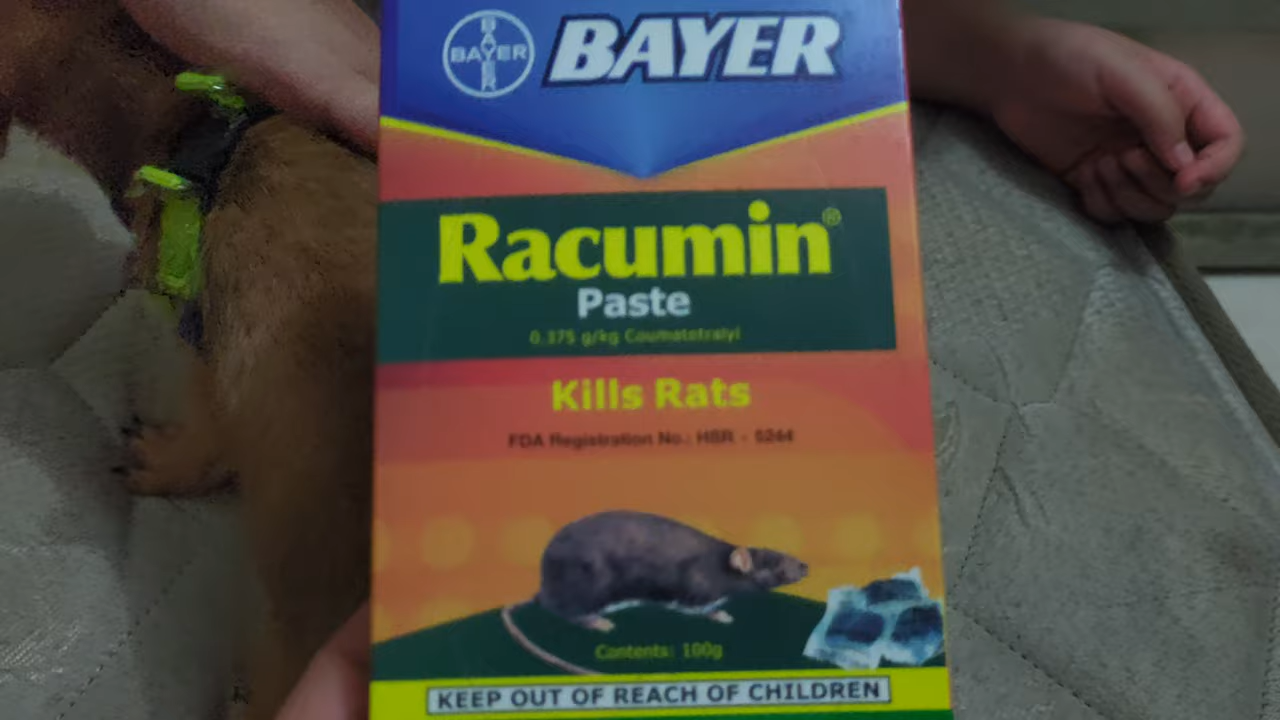 BAYER
BAYER
BAYER
Racumin®
Paste
0.375 g/kg Coumatetralyl
Kills Rats
FDA Registration No.: HSR - 5244
Contents: 100g
KEEP OUT OF REACH OF CHILDREN